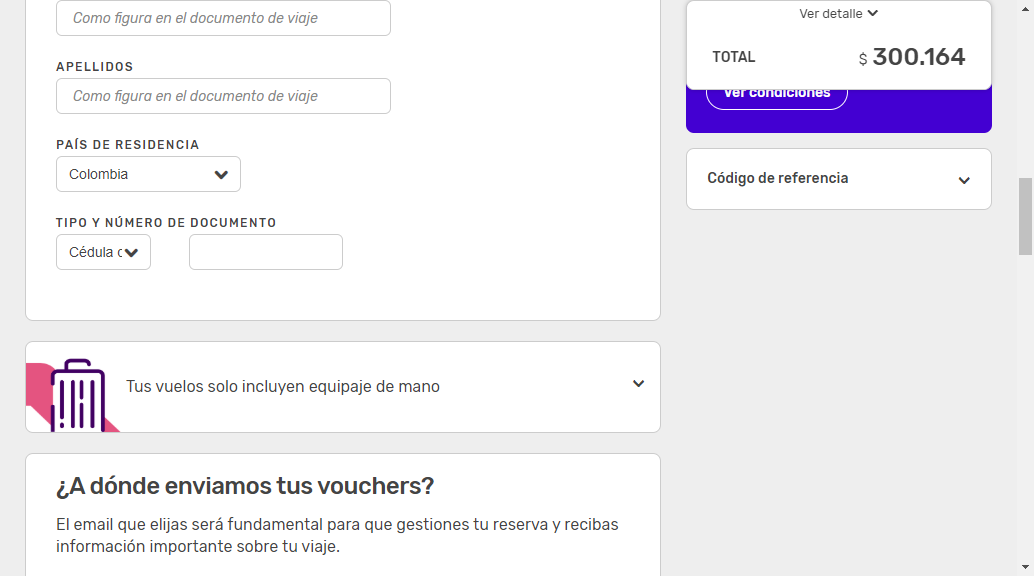 Como figura en el documento de viaje
APELLIDOS
Como figura en el documento de viaje
PAÍS DE RESIDENCIA
Colombia
TIPO Y NÚMERO DE DOCUMENTO
Cédula c
Tus vuelos solo incluyen equipaje de mano
¿A dónde enviamos tus vouchers?
El email que elijas será fundamental para que gestiones tu reserva y recibas
información importante sobre tu viaje.
Ver detalle
TOTAL $ 300.164
Ver condiciones
Código de referencia